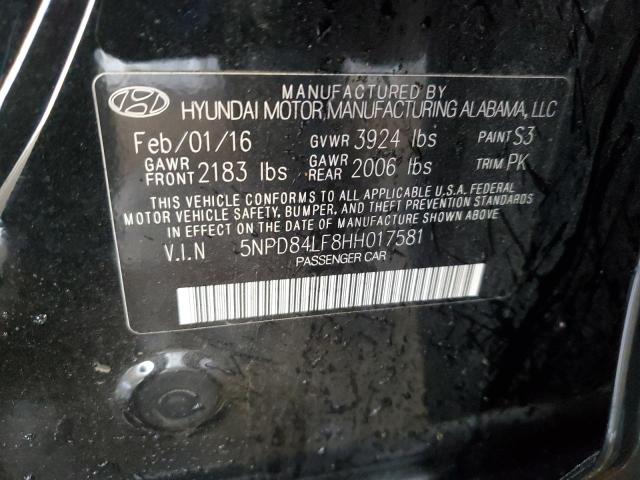 MANUFACTURED BY
HYUNDAI MOTOR MANUFACTURING ALABAMA, LLC
Feb/01/16 GVWR 3924 lbs PAINT S3
GAWR FRONT 2183 lbs GAWR REAR 2006 lbs TRIM PK
THIS VEHICLE CONFORMS TO ALL APPLICABLE U.S.A. FEDERAL
MOTOR VEHICLE SAFETY, BUMPER, AND THEFT PREVENTION STANDARDS
IN EFFECT ON THE DATE OF MANUFACTURE SHOWN ABOVE
V.I.N 5NPD84LF8HH017581
PASSENGER CAR